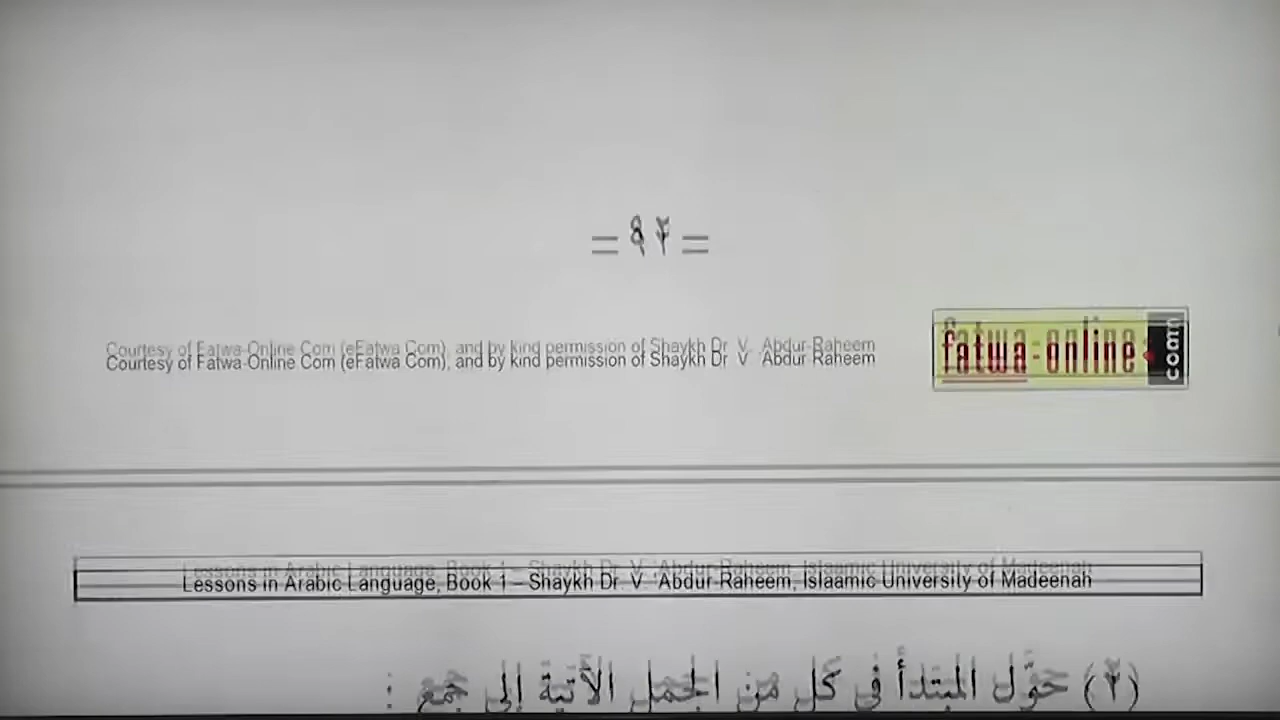 = ٩٢ =
Courtesy of Fatwa-Online Com (eFatwa Com), and by kind permission of Shaykh Dr V 'Abdur-Raheem
fatwa-online.com
Lessons in Arabic Language, Book 1 – Shaykh Dr. V. 'Abdur-Raheem, Islaamic University of Madeenah
(٢) حَوِّل المبتدأ في كل من الجمل الآتية إلى جمع :